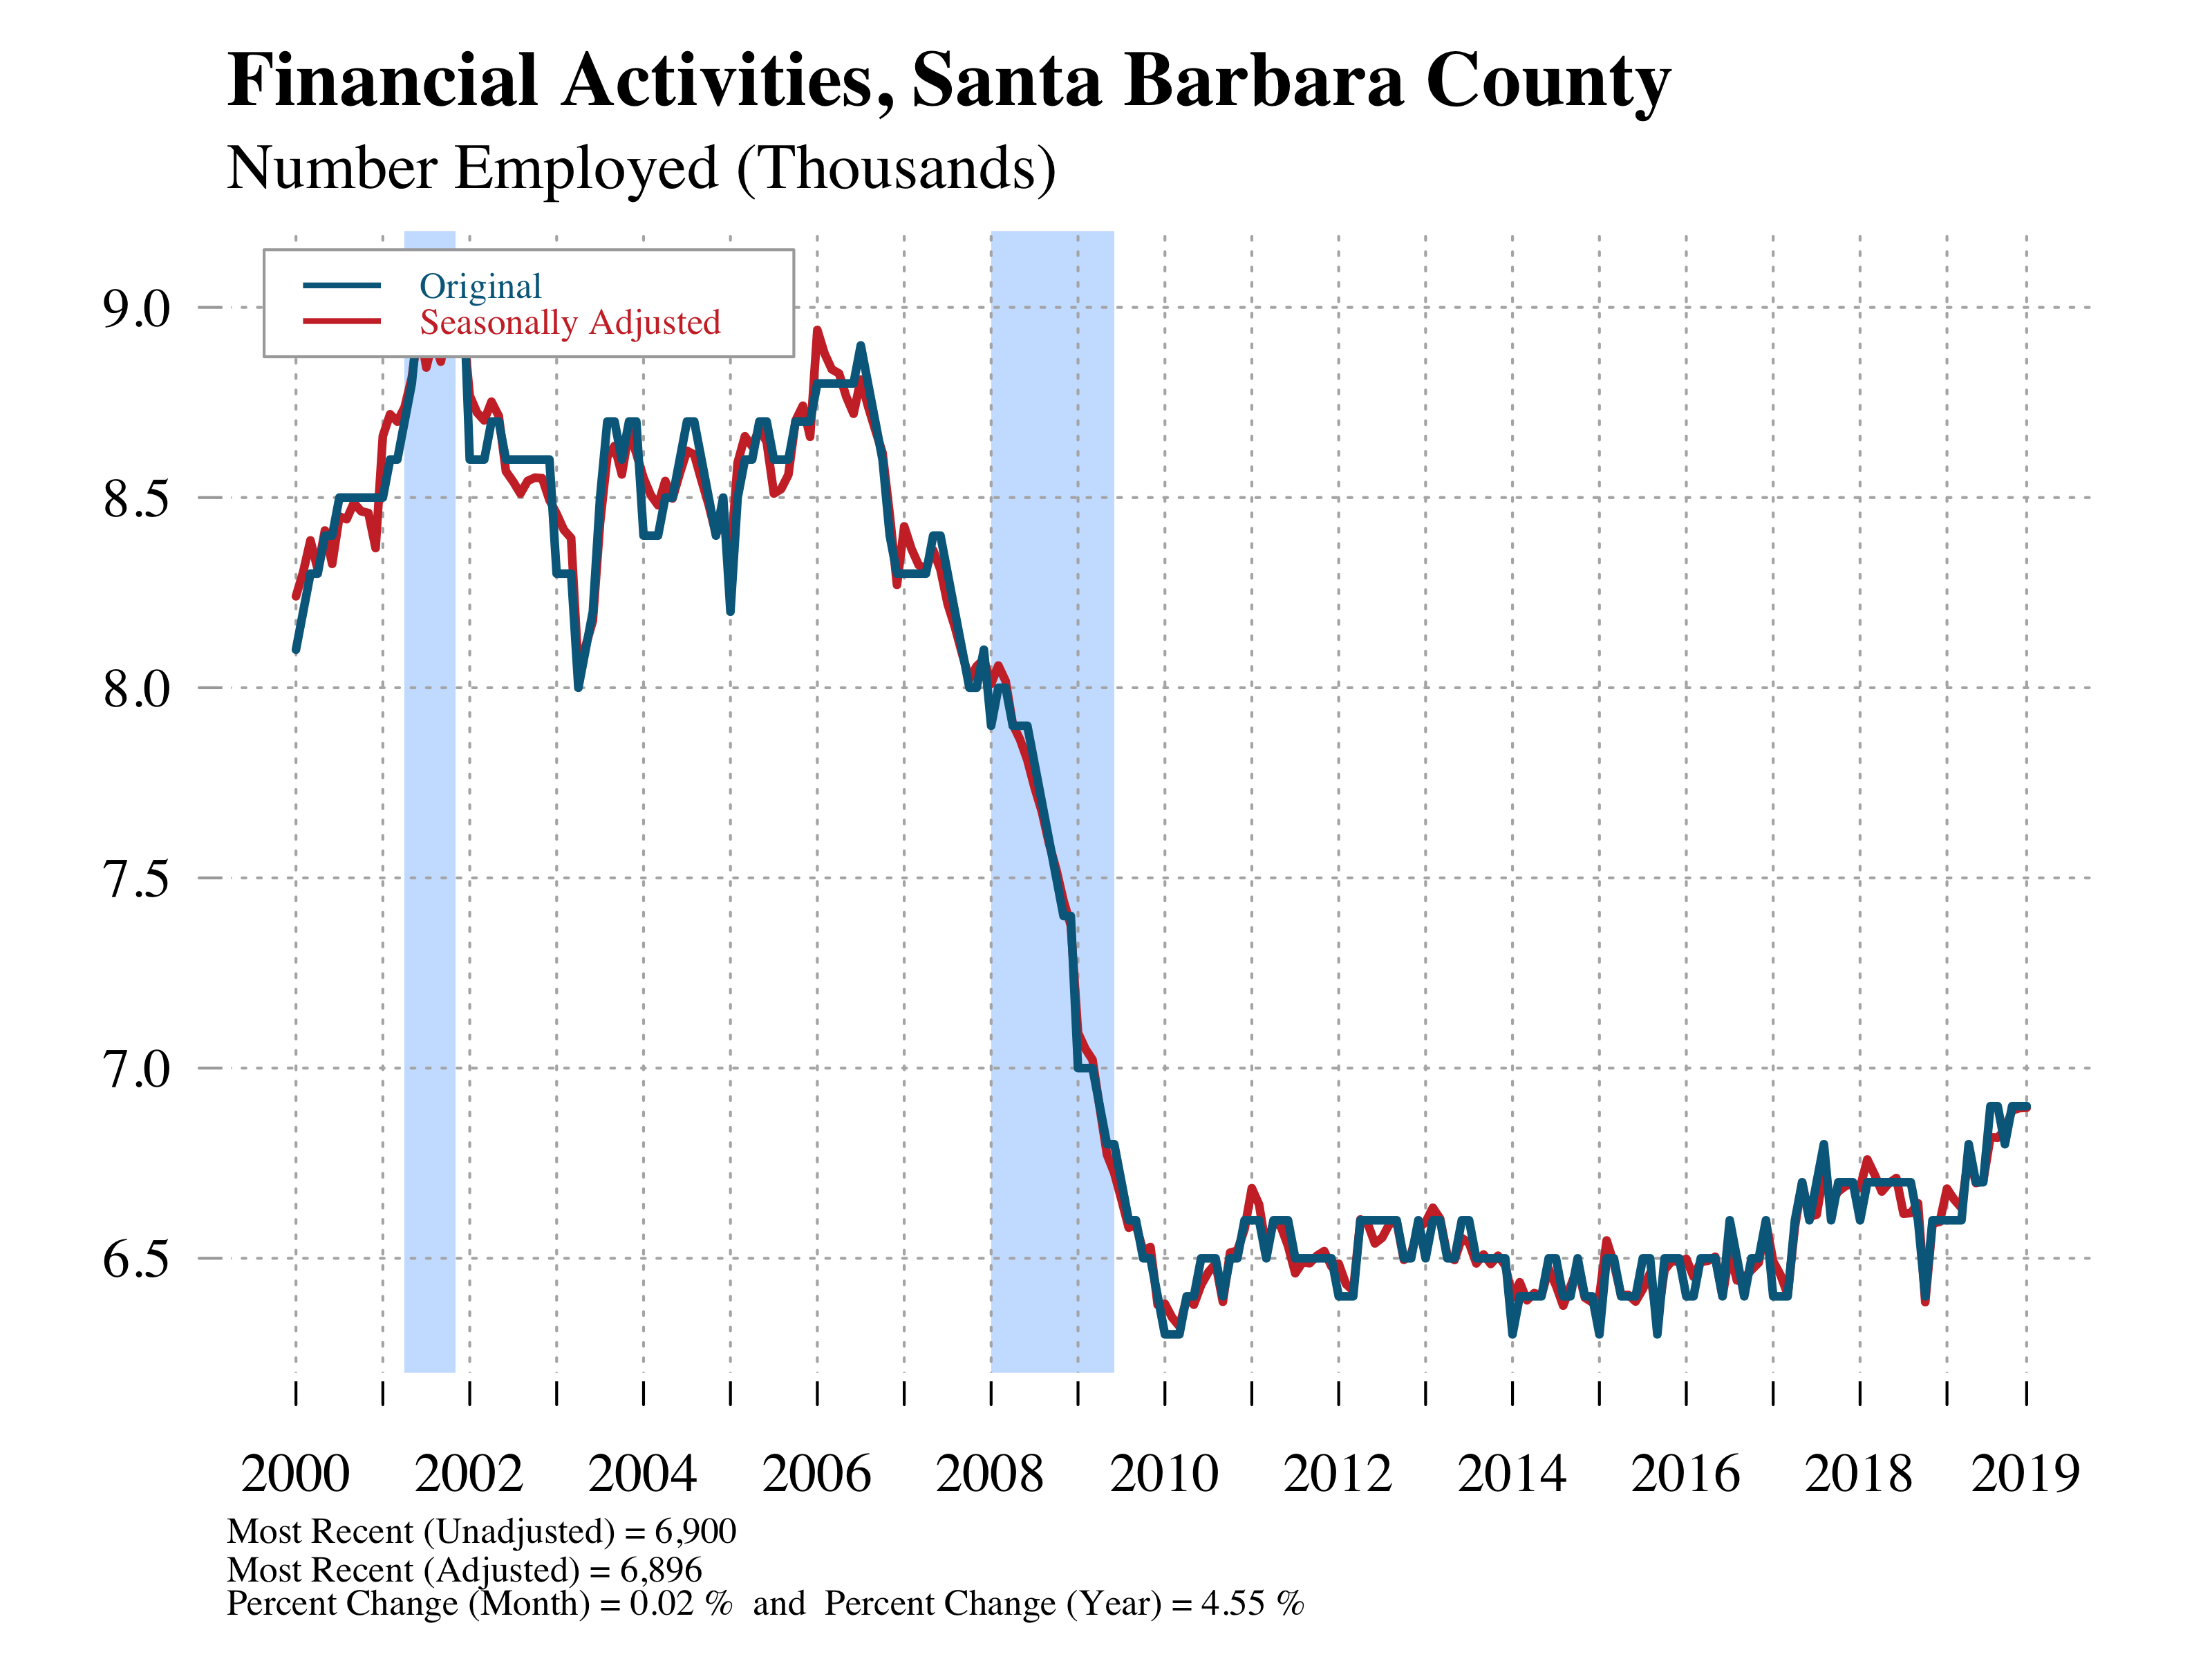 Financial Activities, Santa Barbara County
Number Employed (Thousands)
Original
Seasonally Adjusted
9.0
8.5
8.0
7.5
7.0
6.5
2000 2002 2004 2006 2008 2010 2012 2014 2016 2018 2019
Most Recent (Unadjusted) = 6,900
Most Recent (Adjusted) = 6,896
Percent Change (Month) = 0.02 % and Percent Change (Year) = 4.55 %